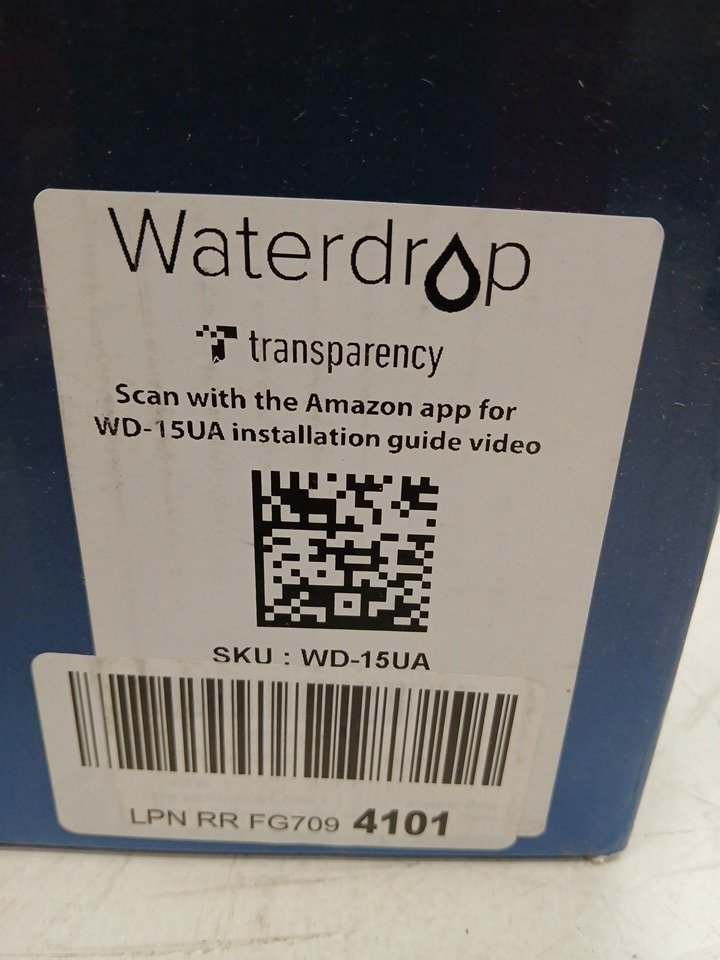 Waterdrop
transparency
Scan with the Amazon app for
WD-15UA installation guide video
SKU : WD-15UA
LPN RR FG709 4101